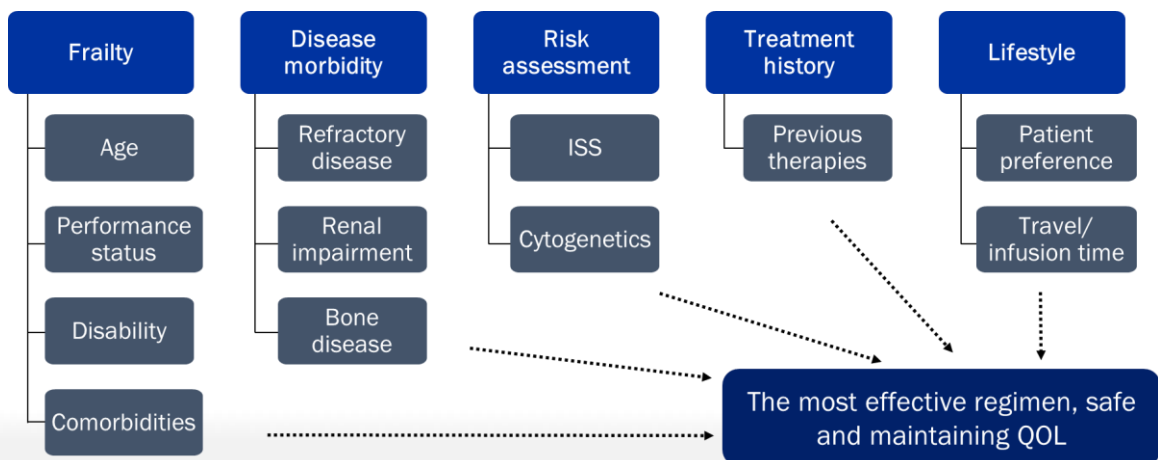 Frailty
Age
Performance
status
Disability
Comorbidities
Disease
morbidity
Refractory
disease
Renal
impairment
Bone
disease
Risk
assessment
ISS
Cytogenetics
Treatment
history
Previous
therapies
Lifestyle
Patient
preference
Travel/
infusion time
The most effective regimen, safe
and maintaining QOL